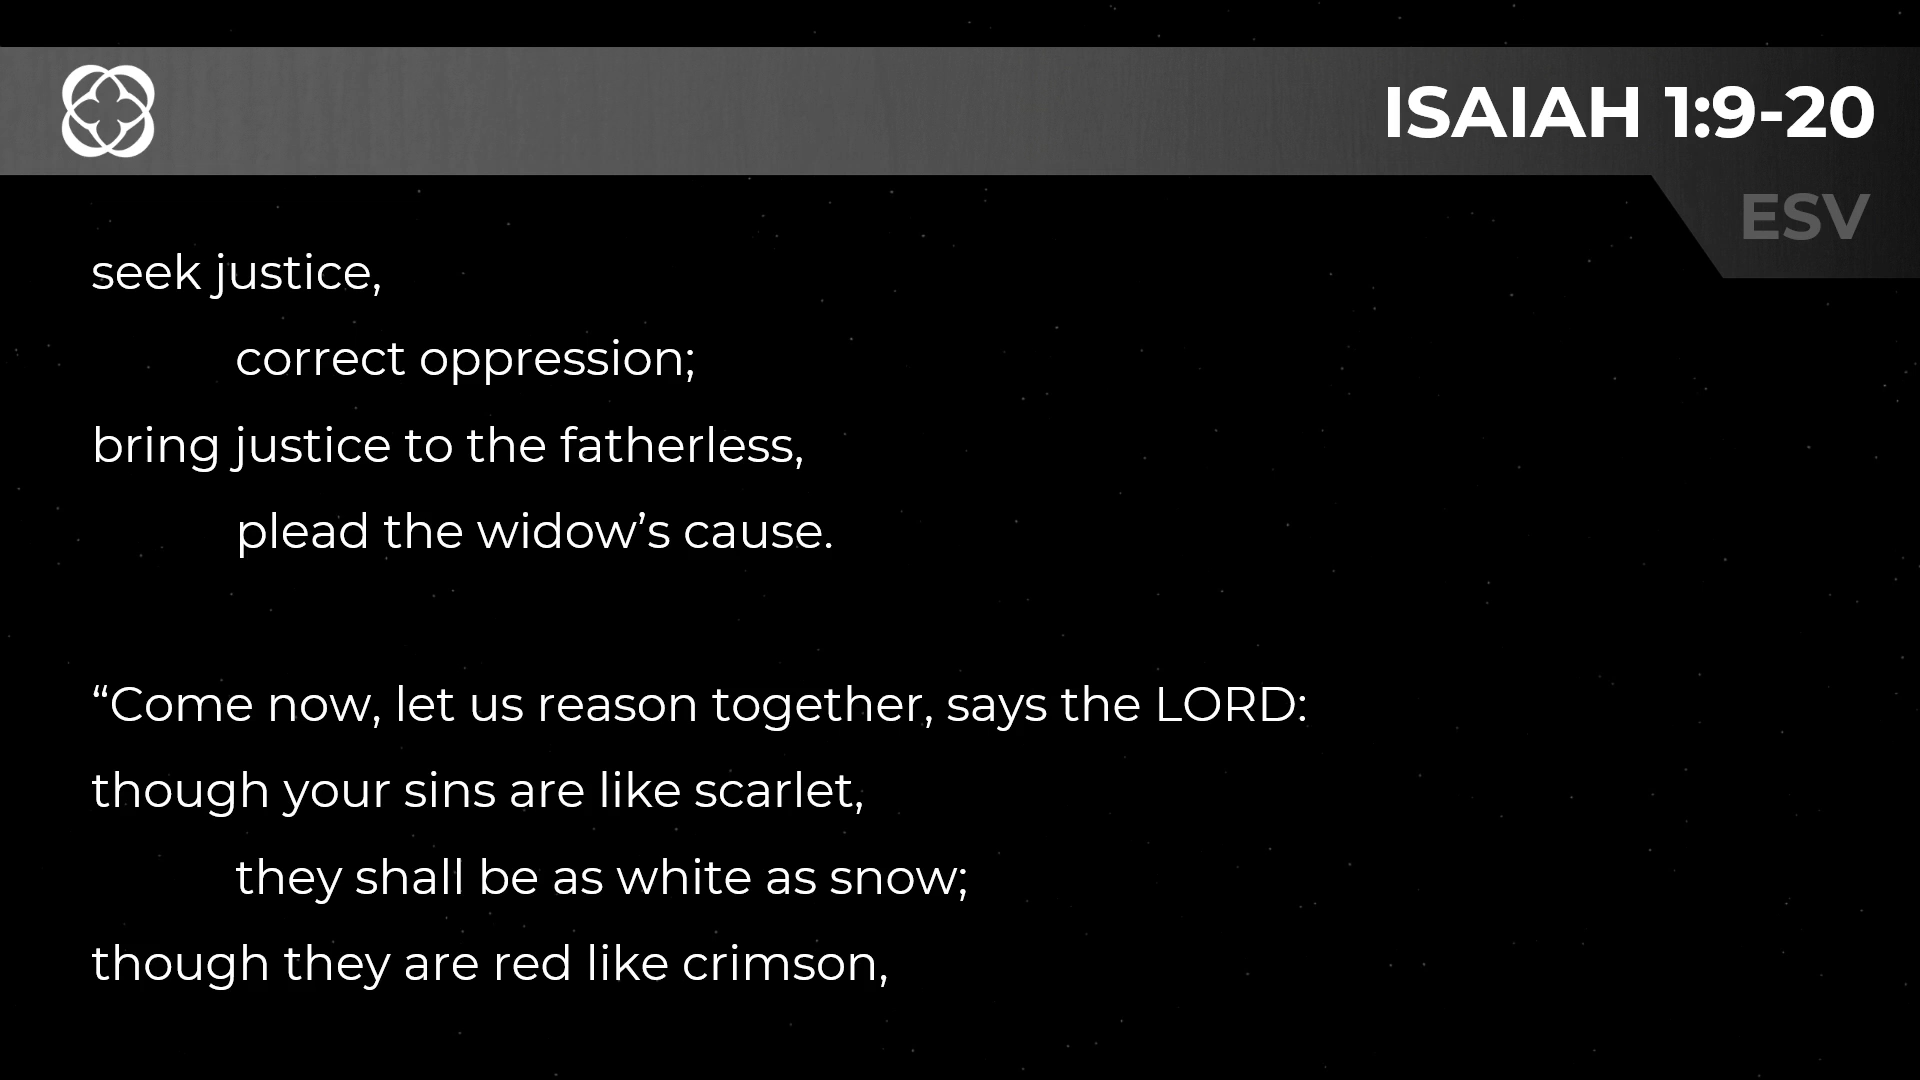 ISAIAH 1:9-20
ESV
seek justice,
correct oppression;
bring justice to the fatherless,
plead the widow’s cause.
“Come now, let us reason together, says the LORD:
though your sins are like scarlet,
they shall be as white as snow;
though they are red like crimson,